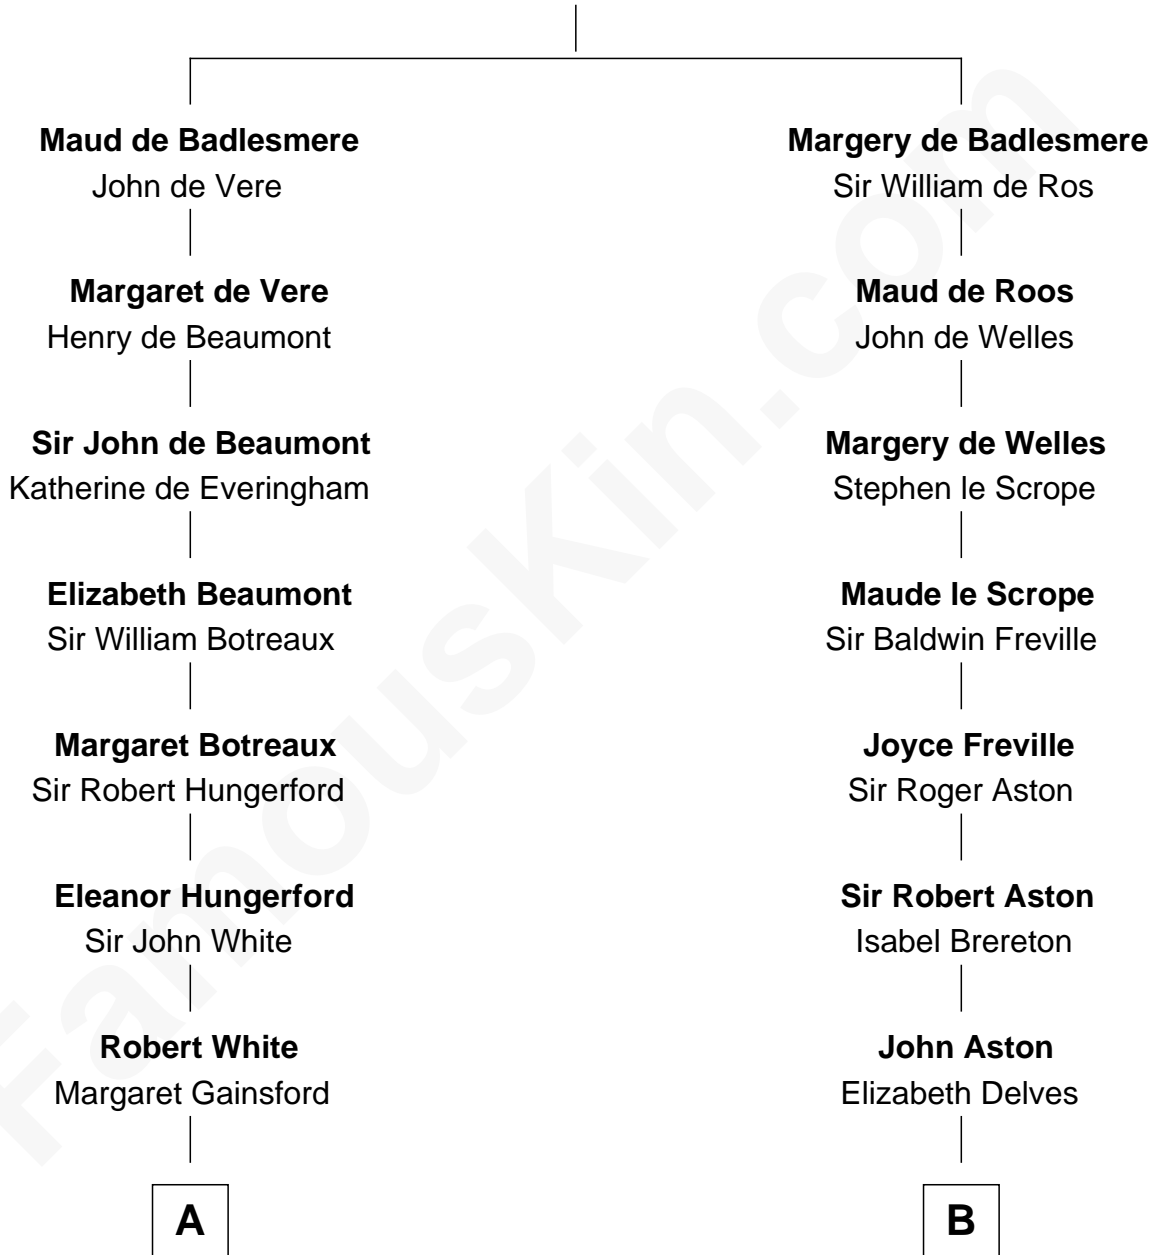 Maud de Badlesmere
John de Vere
Margaret de Vere
Henry de Beaumont
Sir John de Beaumont
Katherine de Everingham
Elizabeth Beaumont
Sir William Botreaux
Margaret Botreaux
Sir Robert Hungerford
Eleanor Hungerford
Sir John White
Robert White
Margaret Gainsford
A
Margery de Badlesmere
Sir William de Ros
Maud de Roos
John de Welles
Margery de Welles
Stephen le Scrope
Maude le Scrope
Sir Baldwin Freville
Joyce Freville
Sir Roger Aston
Sir Robert Aston
Isabel Brereton
John Aston
Elizabeth Delves
B
FamousKin.com